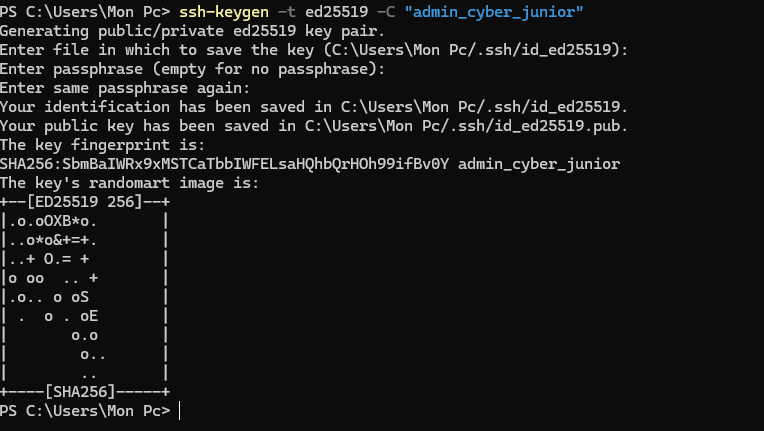 PS C:\Users\Mon Pc> ssh-keygen -t ed25519 -C "admin_cyber_junior"
Generating public/private ed25519 key pair.
Enter file in which to save the key (C:\Users\Mon Pc/.ssh/id_ed25519):
Enter passphrase (empty for no passphrase):
Enter same passphrase again:
Your identification has been saved in C:\Users\Mon Pc/.ssh/id_ed25519.
Your public key has been saved in C:\Users\Mon Pc/.ssh/id_ed25519.pub.
The key fingerprint is:
SHA256:SbmBaIWRx9xMSTCaTbbIWFELsaHQhbQrHOh99ifBv0Y admin_cyber_junior
The key's randomart image is:
+--[ED25519 256]--+
|.o.oOXB*o.       |
|..o*o&+=+.       |
|..+ O.= +        |
|o oo  .. +       |
|.o.. o oS        |
| .  o . oE       |
|       o.o       |
|        o..      |
|        ..       |
+----[SHA256]-----+
PS C:\Users\Mon Pc>